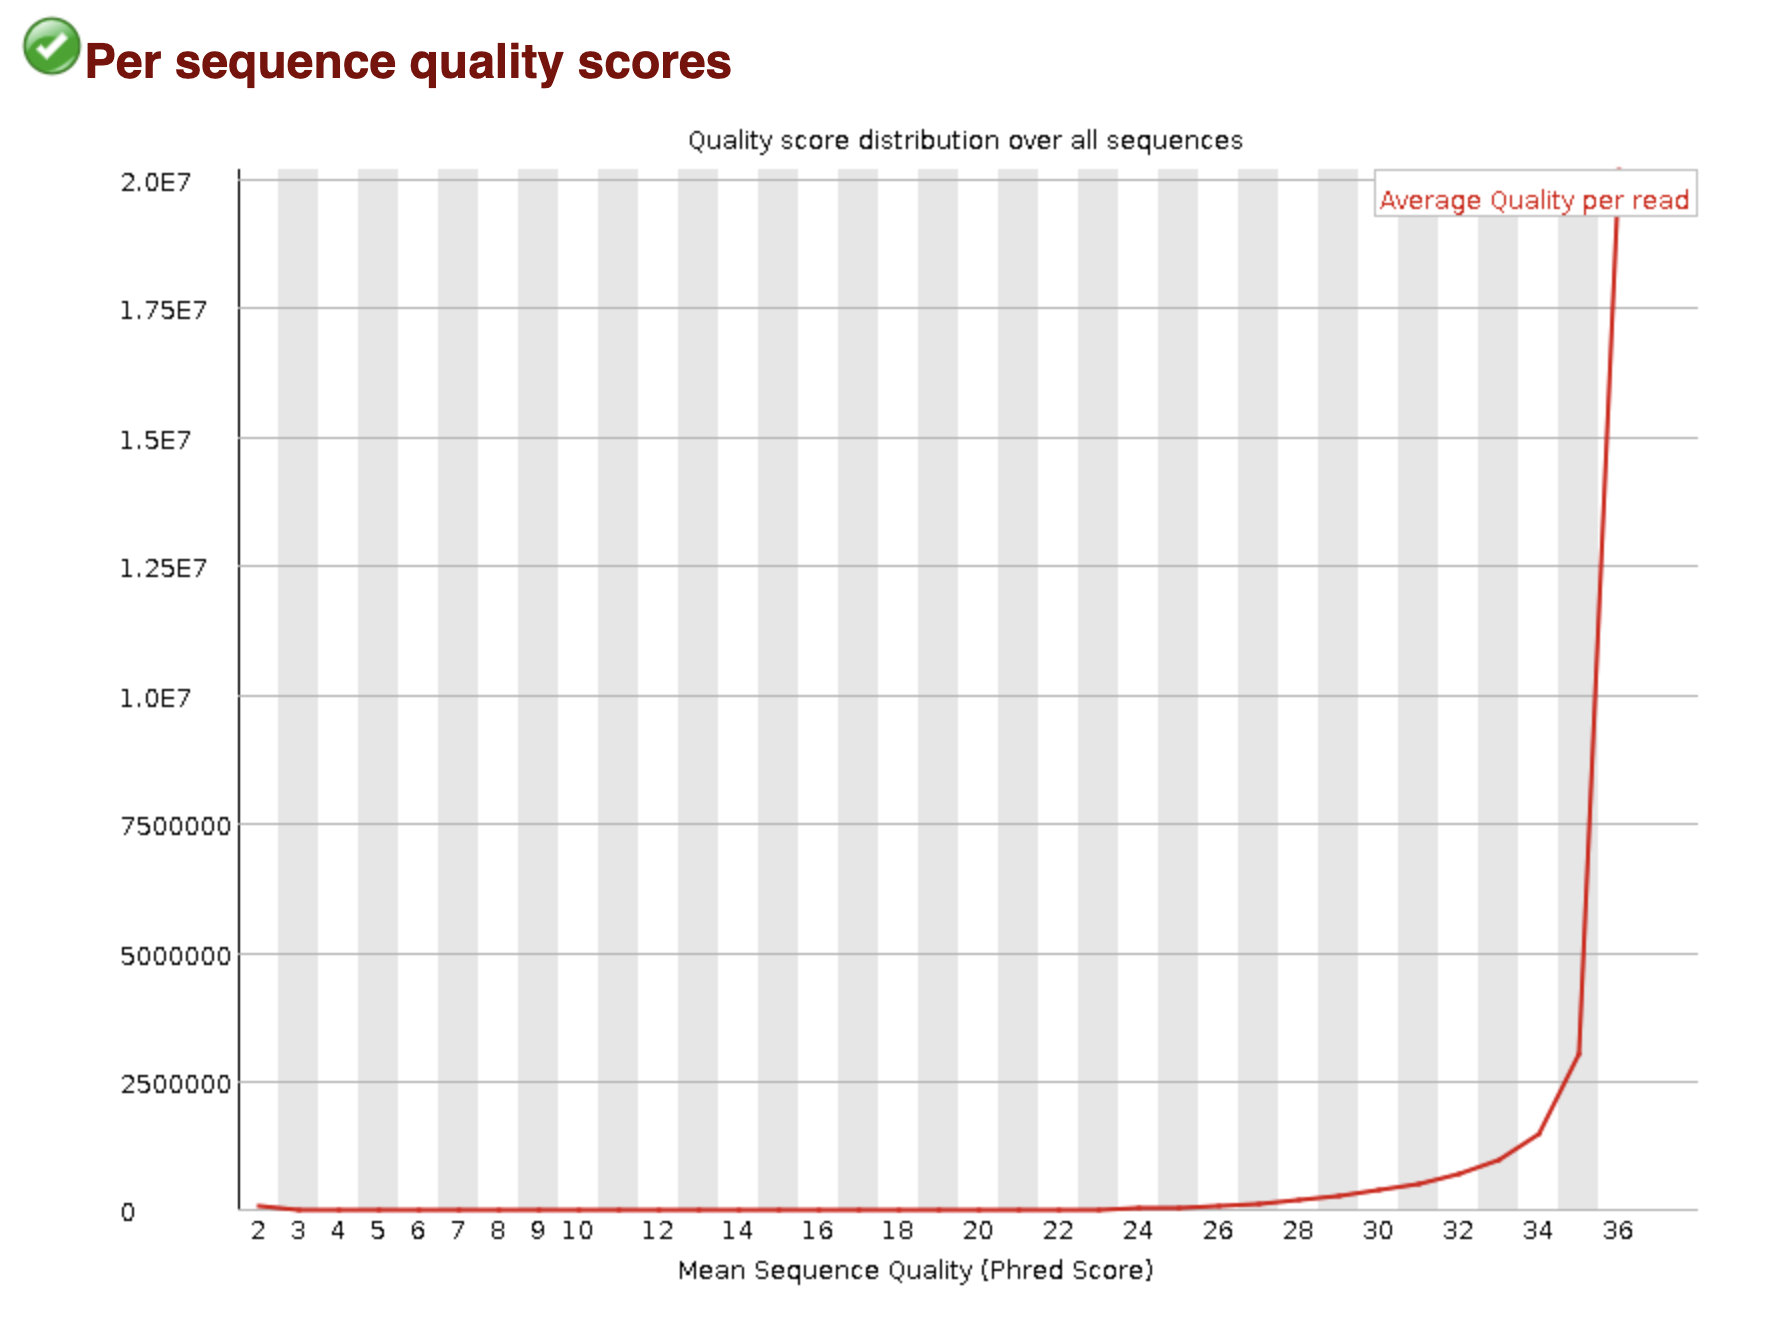 Per sequence quality scores
Quality score distribution over all sequences
Average Quality per read
2.0E7
1.75E7
1.5E7
1.25E7
1.0E7
7500000
5000000
2500000
0
2 3 4 5 6 7 8 9 10 12 14 16 18 20 22 24 26 28 30 32 34 36
Mean Sequence Quality (Phred Score)